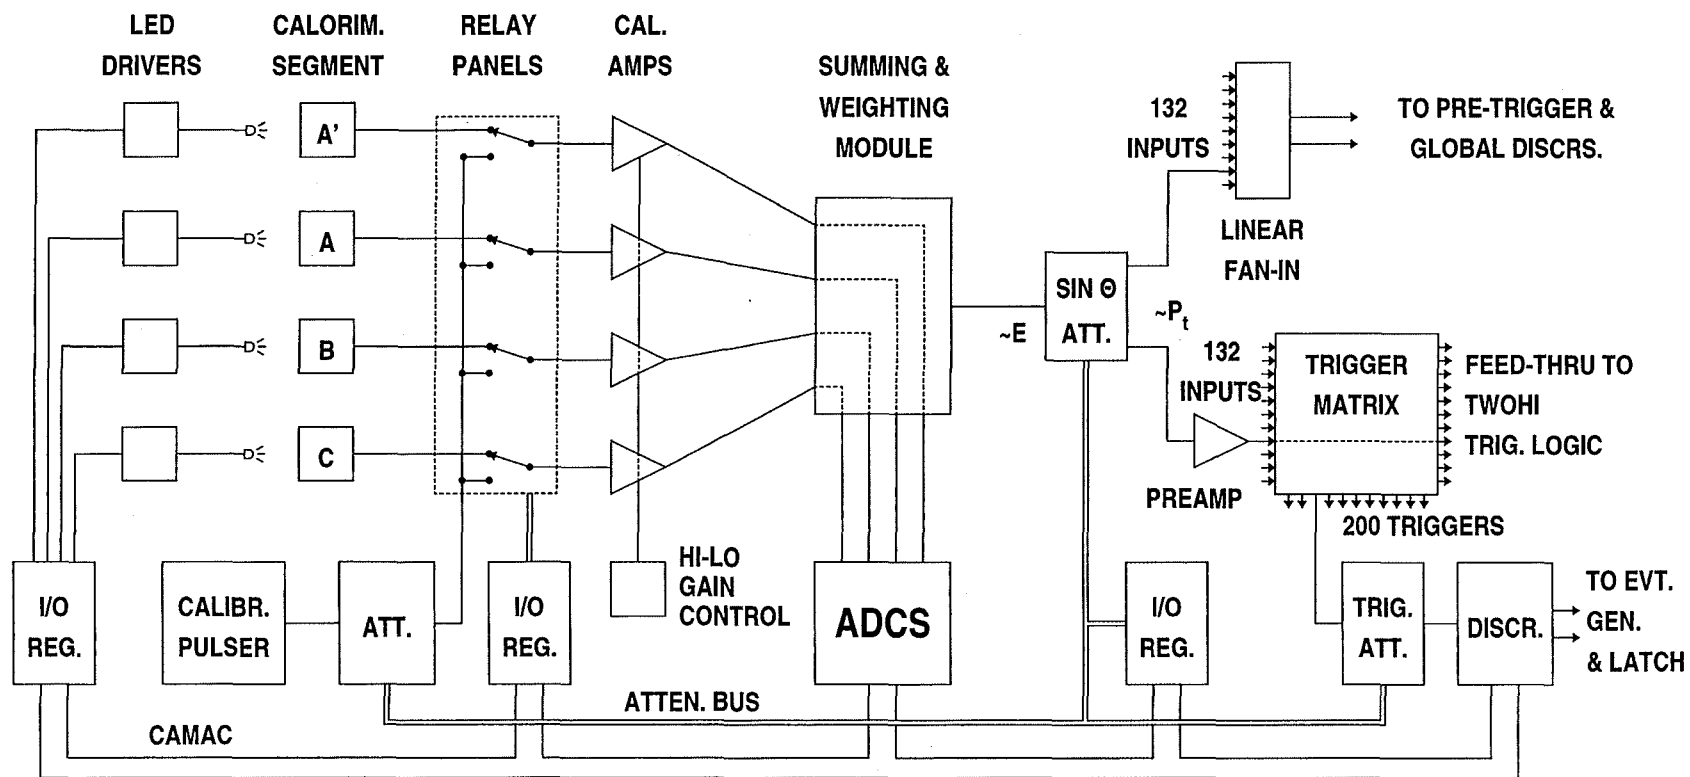 LED
DRIVERS
CALORIM.
SEGMENT
RELAY
PANELS
CAL.
AMPS
SUMMING &
WEIGHTING
MODULE
132
INPUTS
TO PRE-TRIGGER &
GLOBAL DISCRS.
LINEAR
FAN-IN
A'
A
B
C
~E
SIN Θ
ATT.
~Pt
132
INPUTS
TRIGGER
MATRIX
FEED-THRU TO
TWOHI
TRIG. LOGIC
PREAMP
200 TRIGGERS
I/O
REG.
CALIBR.
PULSER
ATT.
I/O
REG.
HI-LO
GAIN
CONTROL
ADCS
I/O
REG.
TRIG.
ATT.
DISCR.
TO EVT.
GEN.
& LATCH
ATTEN. BUS
CAMAC